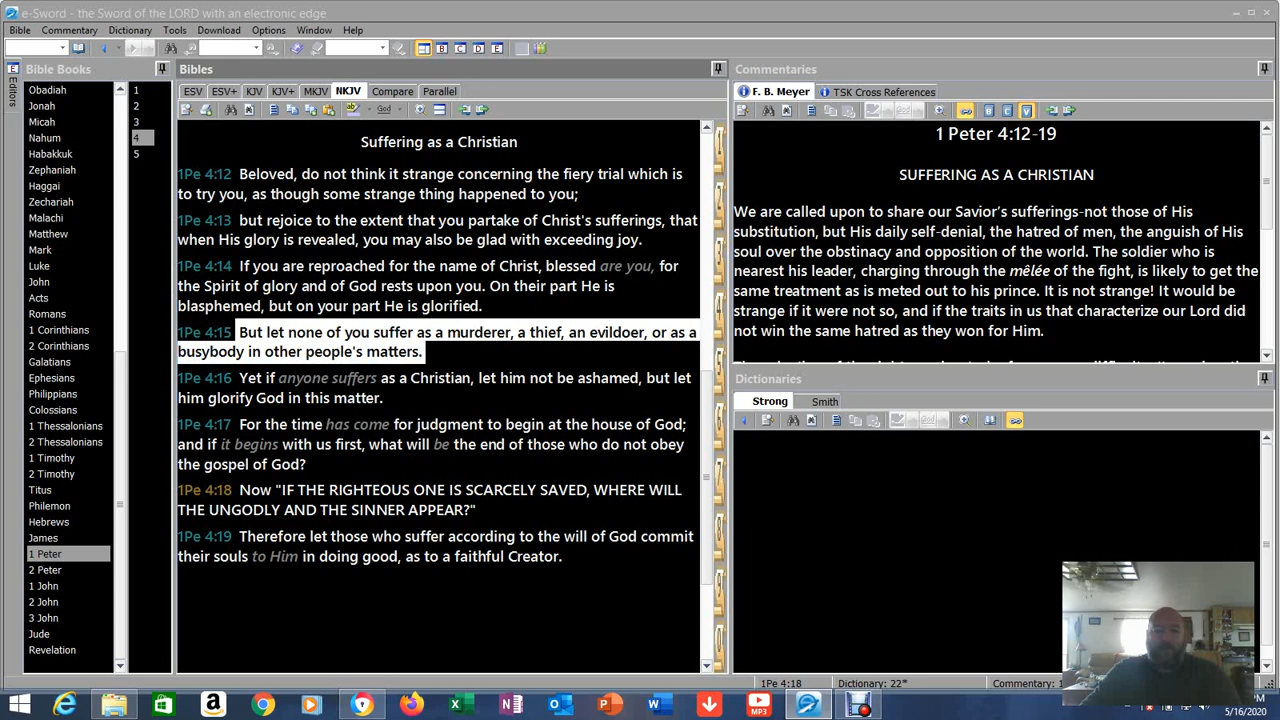 e-Sword - the Sword of the LORD with an electronic edge
Bible Commentary Dictionary Tools Download Options Window Help
B C D E
Editors
Bible Books
Obadiah
Jonah
Micah
Nahum
Habakkuk
Zephaniah
Haggai
Zechariah
Malachi
Matthew
Mark
Luke
John
Acts
Romans
1 Corinthians
2 Corinthians
Galatians
Ephesians
Philippians
Colossians
1 Thessalonians
2 Thessalonians
1 Timothy
2 Timothy
Titus
Philemon
Hebrews
James
1 Peter
2 Peter
1 John
2 John
3 John
Jude
Revelation
1
2
3
4
5
Bibles
ESV ESV+ KJV KJV+ MKJV NKJV Compare Parallel
God
Suffering as a Christian
1Pe 4:12 Beloved, do not think it strange concerning the fiery trial which is
to try you, as though some strange thing happened to you;
1Pe 4:13 but rejoice to the extent that you partake of Christ's sufferings, that
when His glory is revealed, you may also be glad with exceeding joy.
1Pe 4:14 If you are reproached for the name of Christ, blessed are you, for
the Spirit of glory and of God rests upon you. On their part He is
blasphemed, but on your part He is glorified.
1Pe 4:15 But let none of you suffer as a murderer, a thief, an evildoer, or as a
busybody in other people's matters.
1Pe 4:16 Yet if anyone suffers as a Christian, let him not be ashamed, but let
him glorify God in this matter.
1Pe 4:17 For the time has come for judgment to begin at the house of God;
and if it begins with us first, what will be the end of those who do not obey
the gospel of God?
1Pe 4:18 Now "IF THE RIGHTEOUS ONE IS SCARCELY SAVED, WHERE WILL
THE UNGODLY AND THE SINNER APPEAR?"
1Pe 4:19 Therefore let those who suffer according to the will of God commit
their souls to Him in doing good, as to a faithful Creator.
1
2
3
4
5
6
7
8
Commentaries
F. B. Meyer TSK Cross References
God B C V
1 Peter 4:12-19
SUFFERING AS A CHRISTIAN
We are called upon to share our Savior's sufferings-not those of His
substitution, but His daily self-denial, the hatred of men, the anguish of His
soul over the obstinacy and opposition of the world. The soldier who is
nearest his leader, charging through the mêlée of the fight, is likely to get the
same treatment as is meted out to his prince. It is not strange! It would be
strange if it were not so, and if the traits in us that characterize our Lord did
not win the same hatred as they won for Him.
Dictionaries
Strong Smith
God
1Pe 4:18 Dictionary: 22* Commentary: 1
MP3
5/16/2020